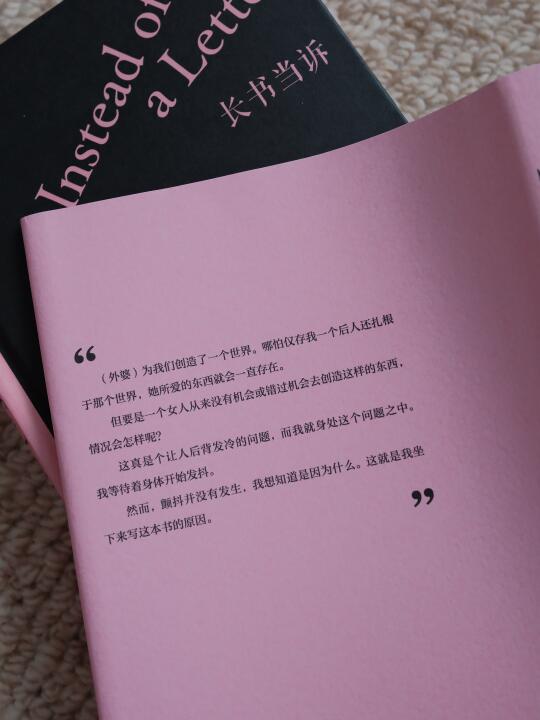 Instead of
a Lette
长书当诉
“
（外婆）为我们创造了一个世界。哪怕仅存我一个后人还扎根
于那个世界，她所爱的东西就会一直存在。
但要是一个女人从来没有机会或错过机会去创造这样的东西，
情况会怎样呢？
这真是个让人后背发冷的问题，而我就身处这个问题之中。
我等待着身体开始发抖。
然而，颤抖并没有发生，我想知道是因为什么。这就是我坐
下来写这本书的原因。
”